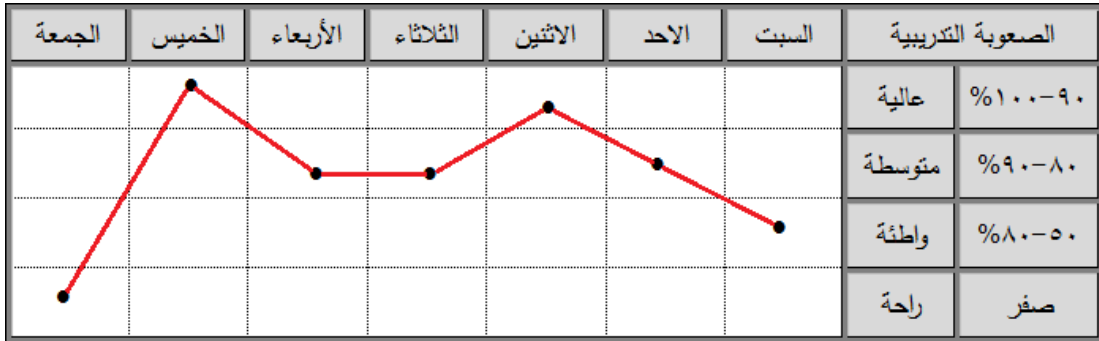 الصعوبة التدريبية السبت الاحد الاثنين الثلاثاء الأربعاء الخميس الجمعة
٩٠-١٠٠% عالية
٨٠-٩٠% متوسطة
٥٠-٨٠% واطئة
صفر راحة